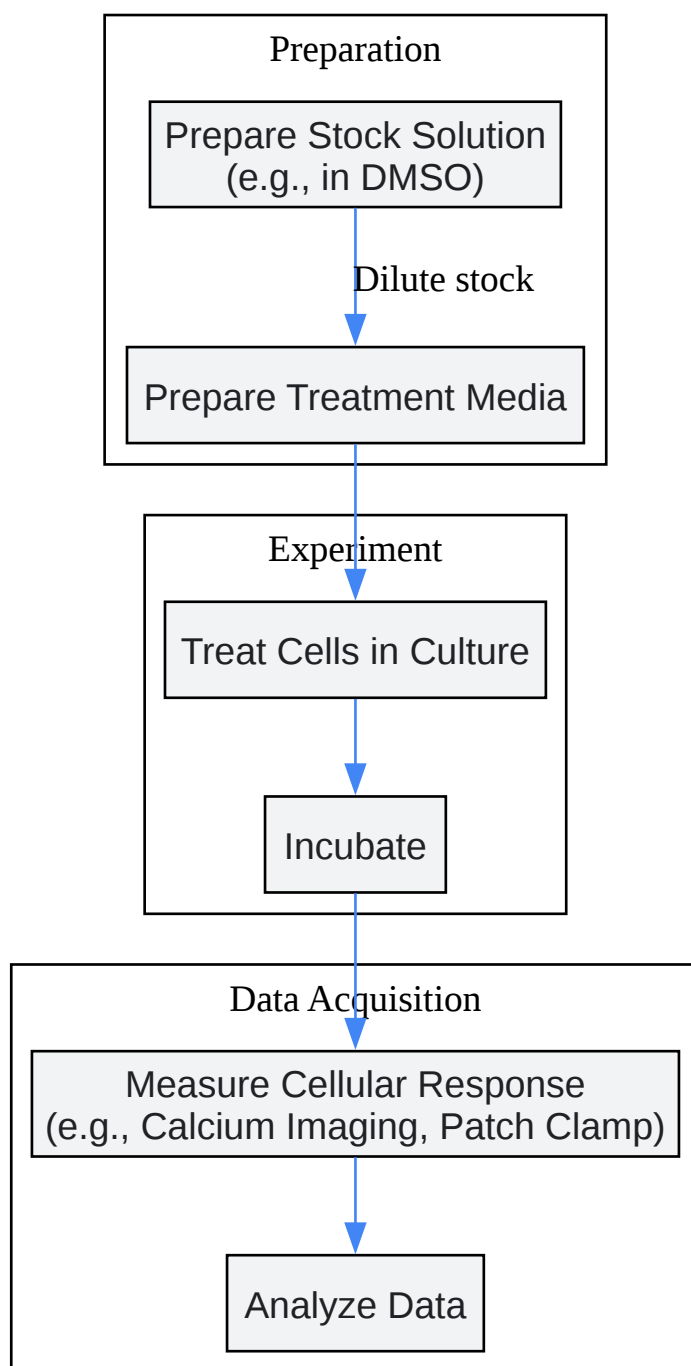 Preparation
Prepare Stock Solution
(e.g., in DMSO)
Dilute stock
Prepare Treatment Media
Experiment
Treat Cells in Culture
Incubate
Data Acquisition
Measure Cellular Response
(e.g., Calcium Imaging, Patch Clamp)
Analyze Data